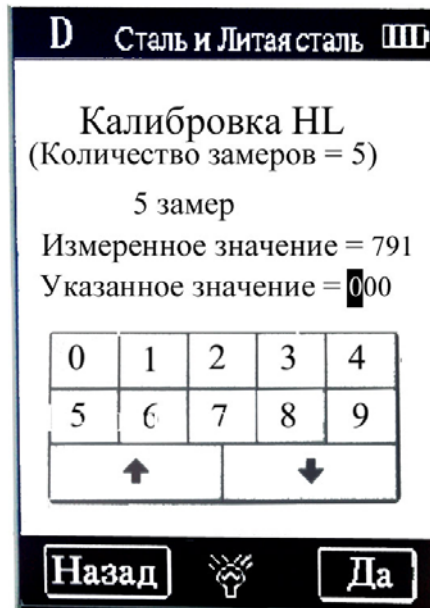 D Сталь и Литая сталь
Калибровка HL
(Количество замеров = 5)
5 замер
Измеренное значение = 791
Указанное значение = 000
0 1 2 3 4
5 6 7 8 9
Назад Да